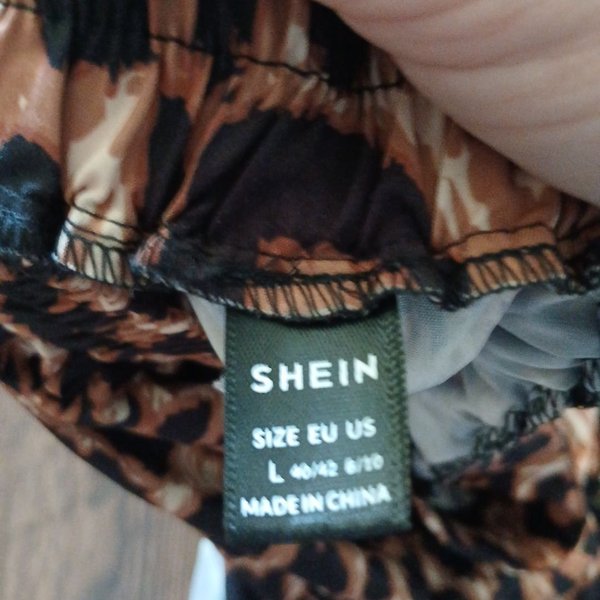 SHEIN
SIZE EU US
L 40/42 8/10
MADE IN CHINA